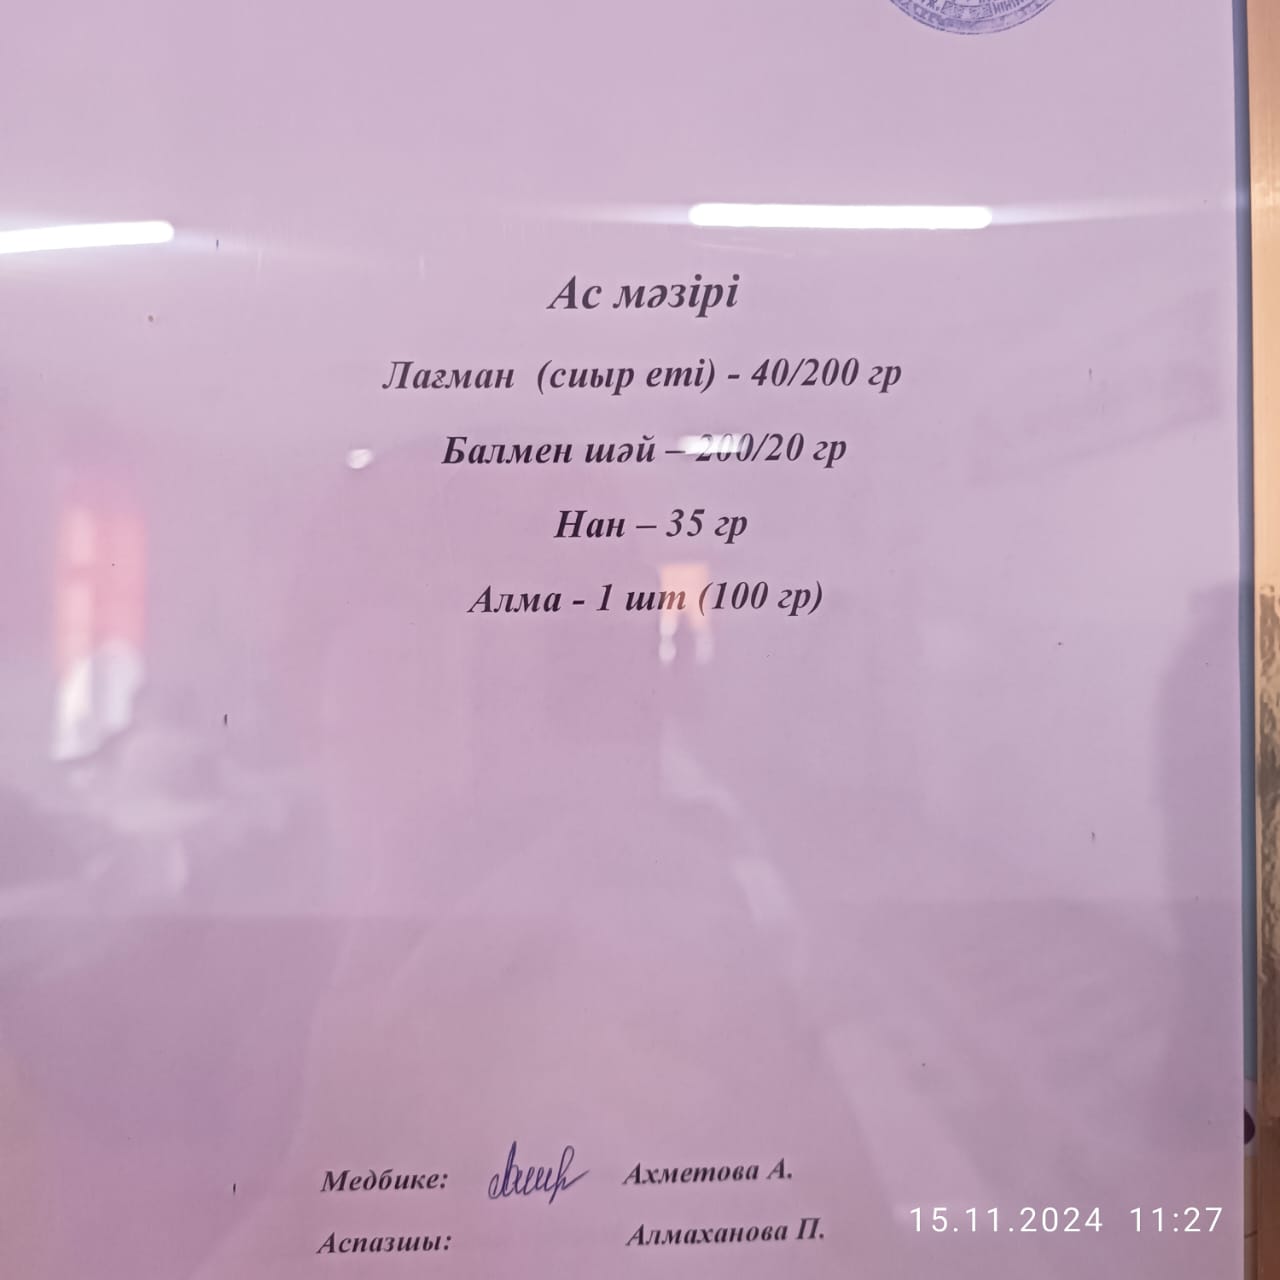 Ас мәзірі
Лағман (сиыр еті) - 40/200 гр
Балмен шәй – 200/20 гр
Нан – 35 гр
Алма - 1 шт (100 гр)
Медбике: Ахметова А.
Аспазшы: Алмаханова П.
15.11.2024 11:27